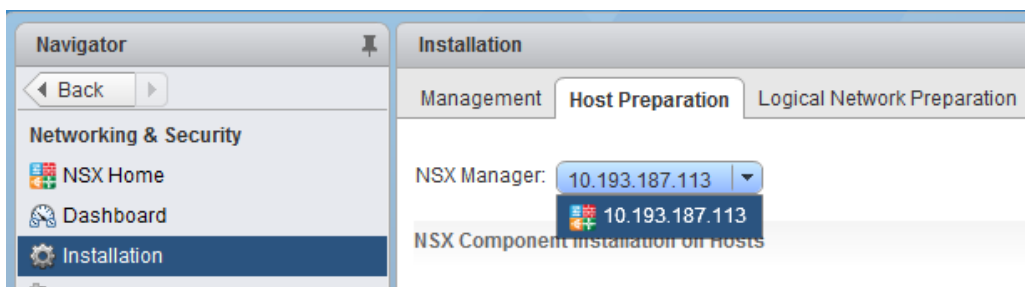 Navigator
Back
Networking & Security
NSX Home
Dashboard
Installation
Installation
Management Host Preparation Logical Network Preparation
NSX Manager: 10.193.187.113
10.193.187.113
NSX Component Installation on Hosts